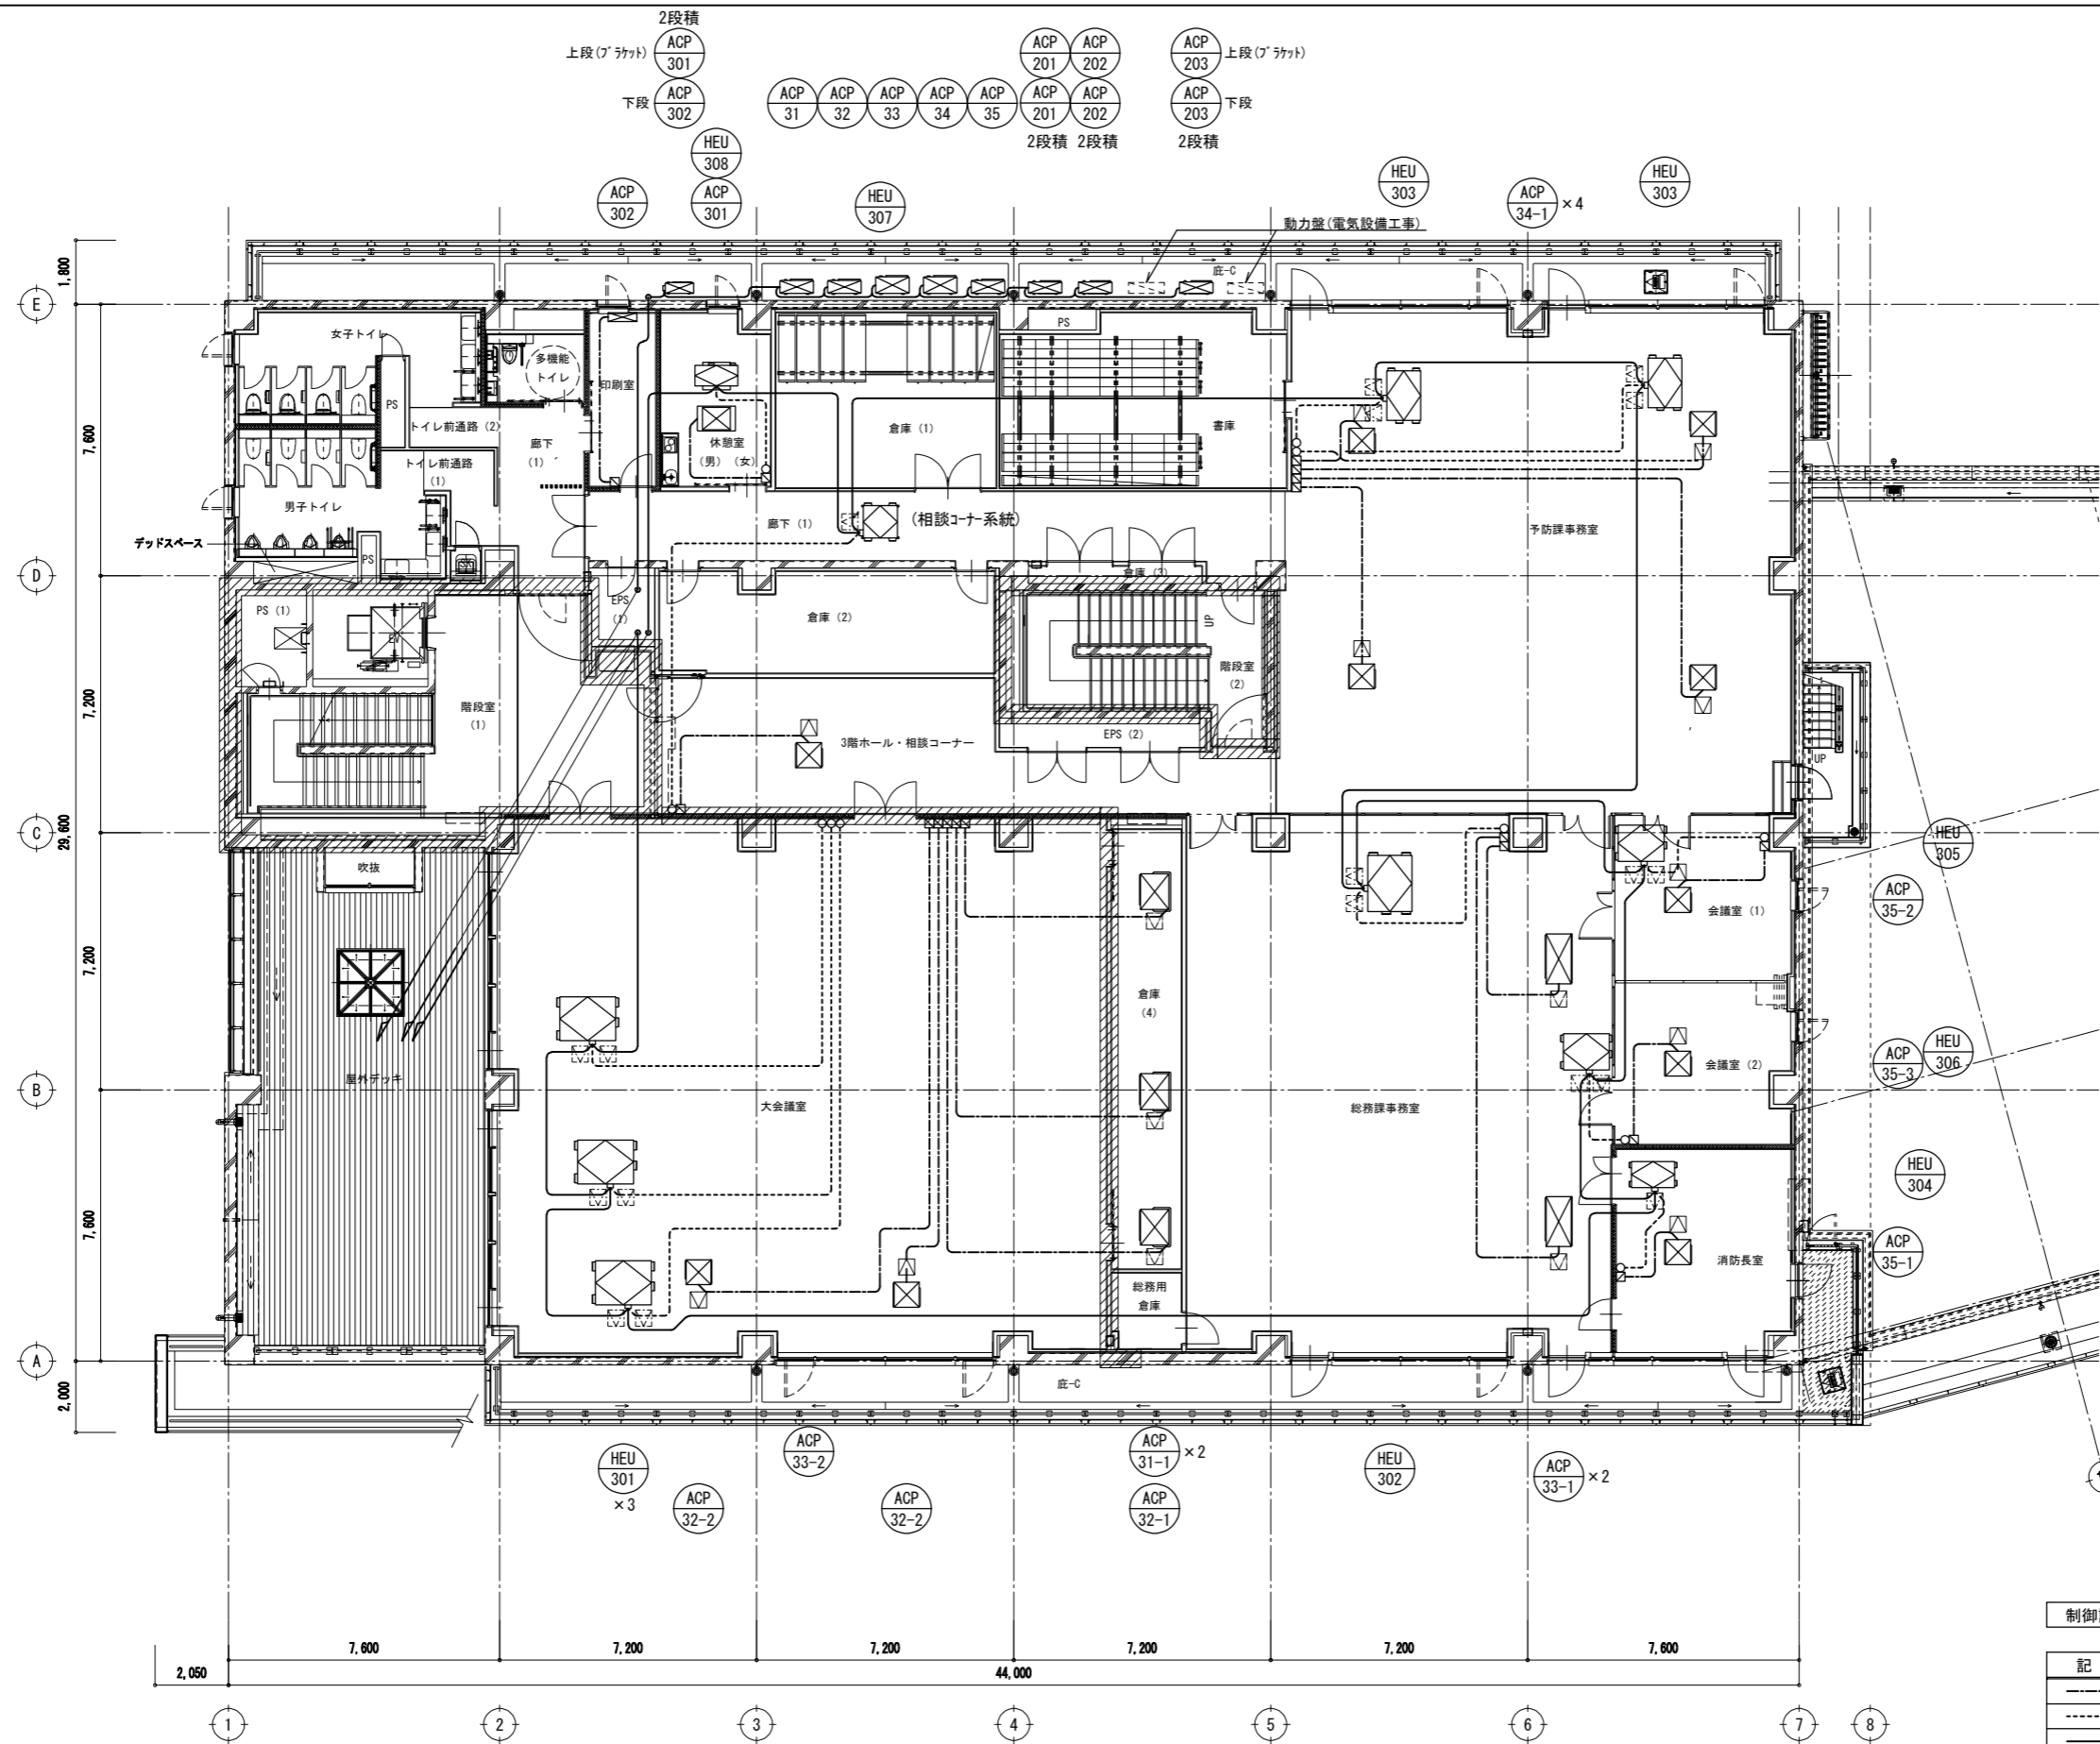 2段積
上段(ブラケット)
ACP
301
ACP
201
ACP
202
ACP
203
上段(ブラケット)
下段
ACP
302
ACP
31
ACP
32
ACP
33
ACP
34
ACP
35
ACP
201
ACP
202
ACP
203
下段
2段積
2段積
2段積
HEU
308
ACP
302
ACP
301
HEU
307
HEU
303
ACP
34-1
×4
HEU
303
動力盤(電気設備工事)
庇-C
1,800
E
女子トイレ
多機能
トイレ
印刷室
PS
PS
トイレ前通路(2)
廊下
(1)
休憩室
(男) (女)
倉庫(1)
書庫
7,600
トイレ前通路
(1)
男子トイレ
廊下(1)
(相談コーナー系統)
予防課事務室
デッドスペース
PS
D
倉庫(3)
PS(1)
EV
EPS
(1)
倉庫(2)
UP
階段室
(2)
7,200
階段室
(1)
3階ホール・相談コーナー
EPS(2)
UP
C
29,600
HEU
305
吹抜
ACP
35-2
会議室(1)
7,200
倉庫
(4)
ACP
35-3
HEU
306
会議室(2)
屋外デッキ
B
大会議室
総務課事務室
HEU
304
7,600
ACP
35-1
消防長室
総務用
倉庫
A
2,000
庇-C
HEU
301
×3
ACP
33-2
ACP
31-1
×2
HEU
302
ACP
33-1
×2
ACP
32-2
ACP
32-2
ACP
32-1
制御
記
7,600
7,200
7,200
7,200
7,200
7,600
2,050
44,000
1
2
3
4
5
6
7
8